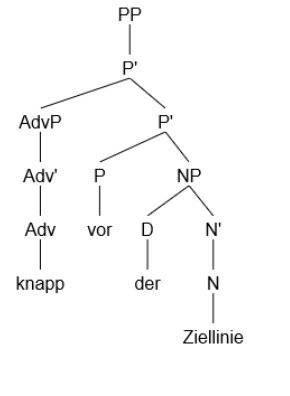 PP
P'
AdvP P'
Adv' P NP
Adv vor D N'
knapp der N
Ziellinie